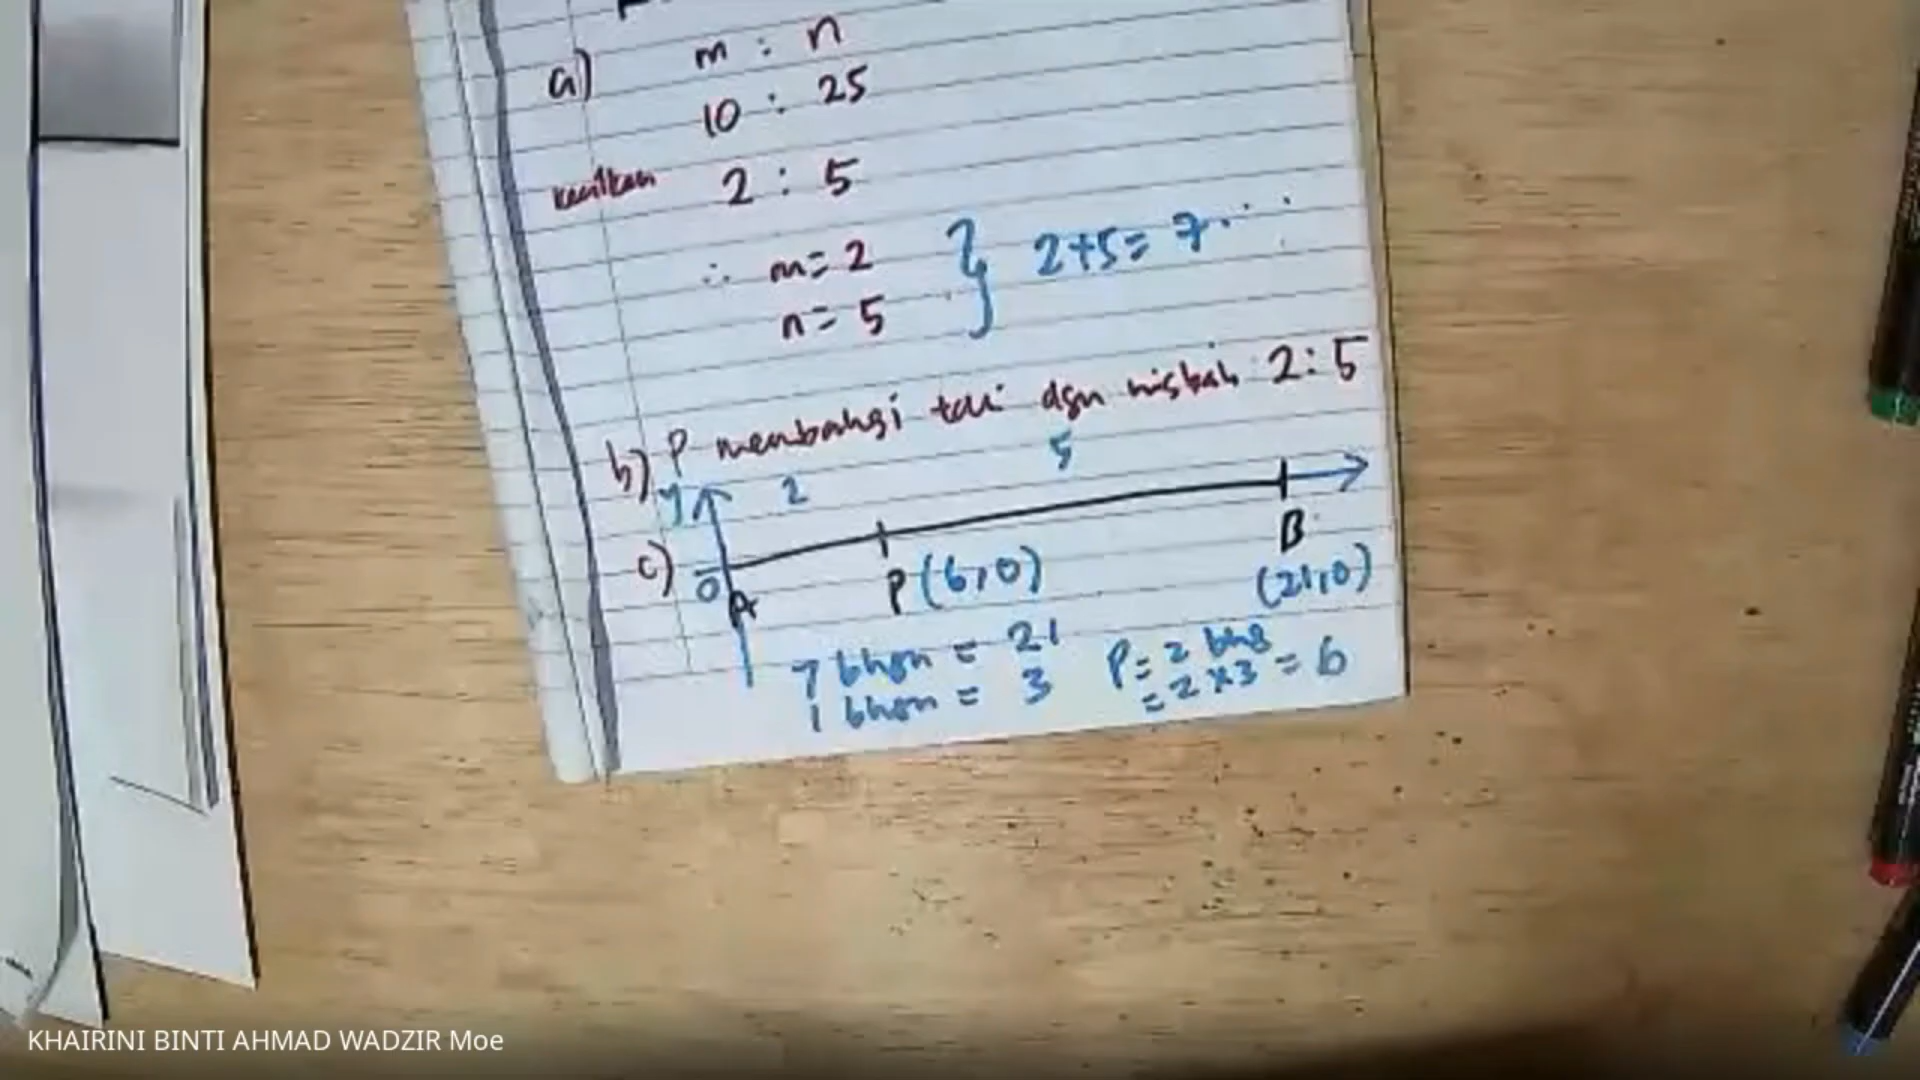 a) m : n
10 : 25
kecilkan 2 : 5
∴ m = 2
n = 5
} 2+5= 7
b) P membahgi tali dgn nisbah 2 : 5
y 2 5
c) O A P (6,0) B (21,0)
7 bhgn = 21
1 bhgn = 3
P = 2 bhg
= 2 x 3 = 6
KHAIRINI BINTI AHMAD WADZIR Moe